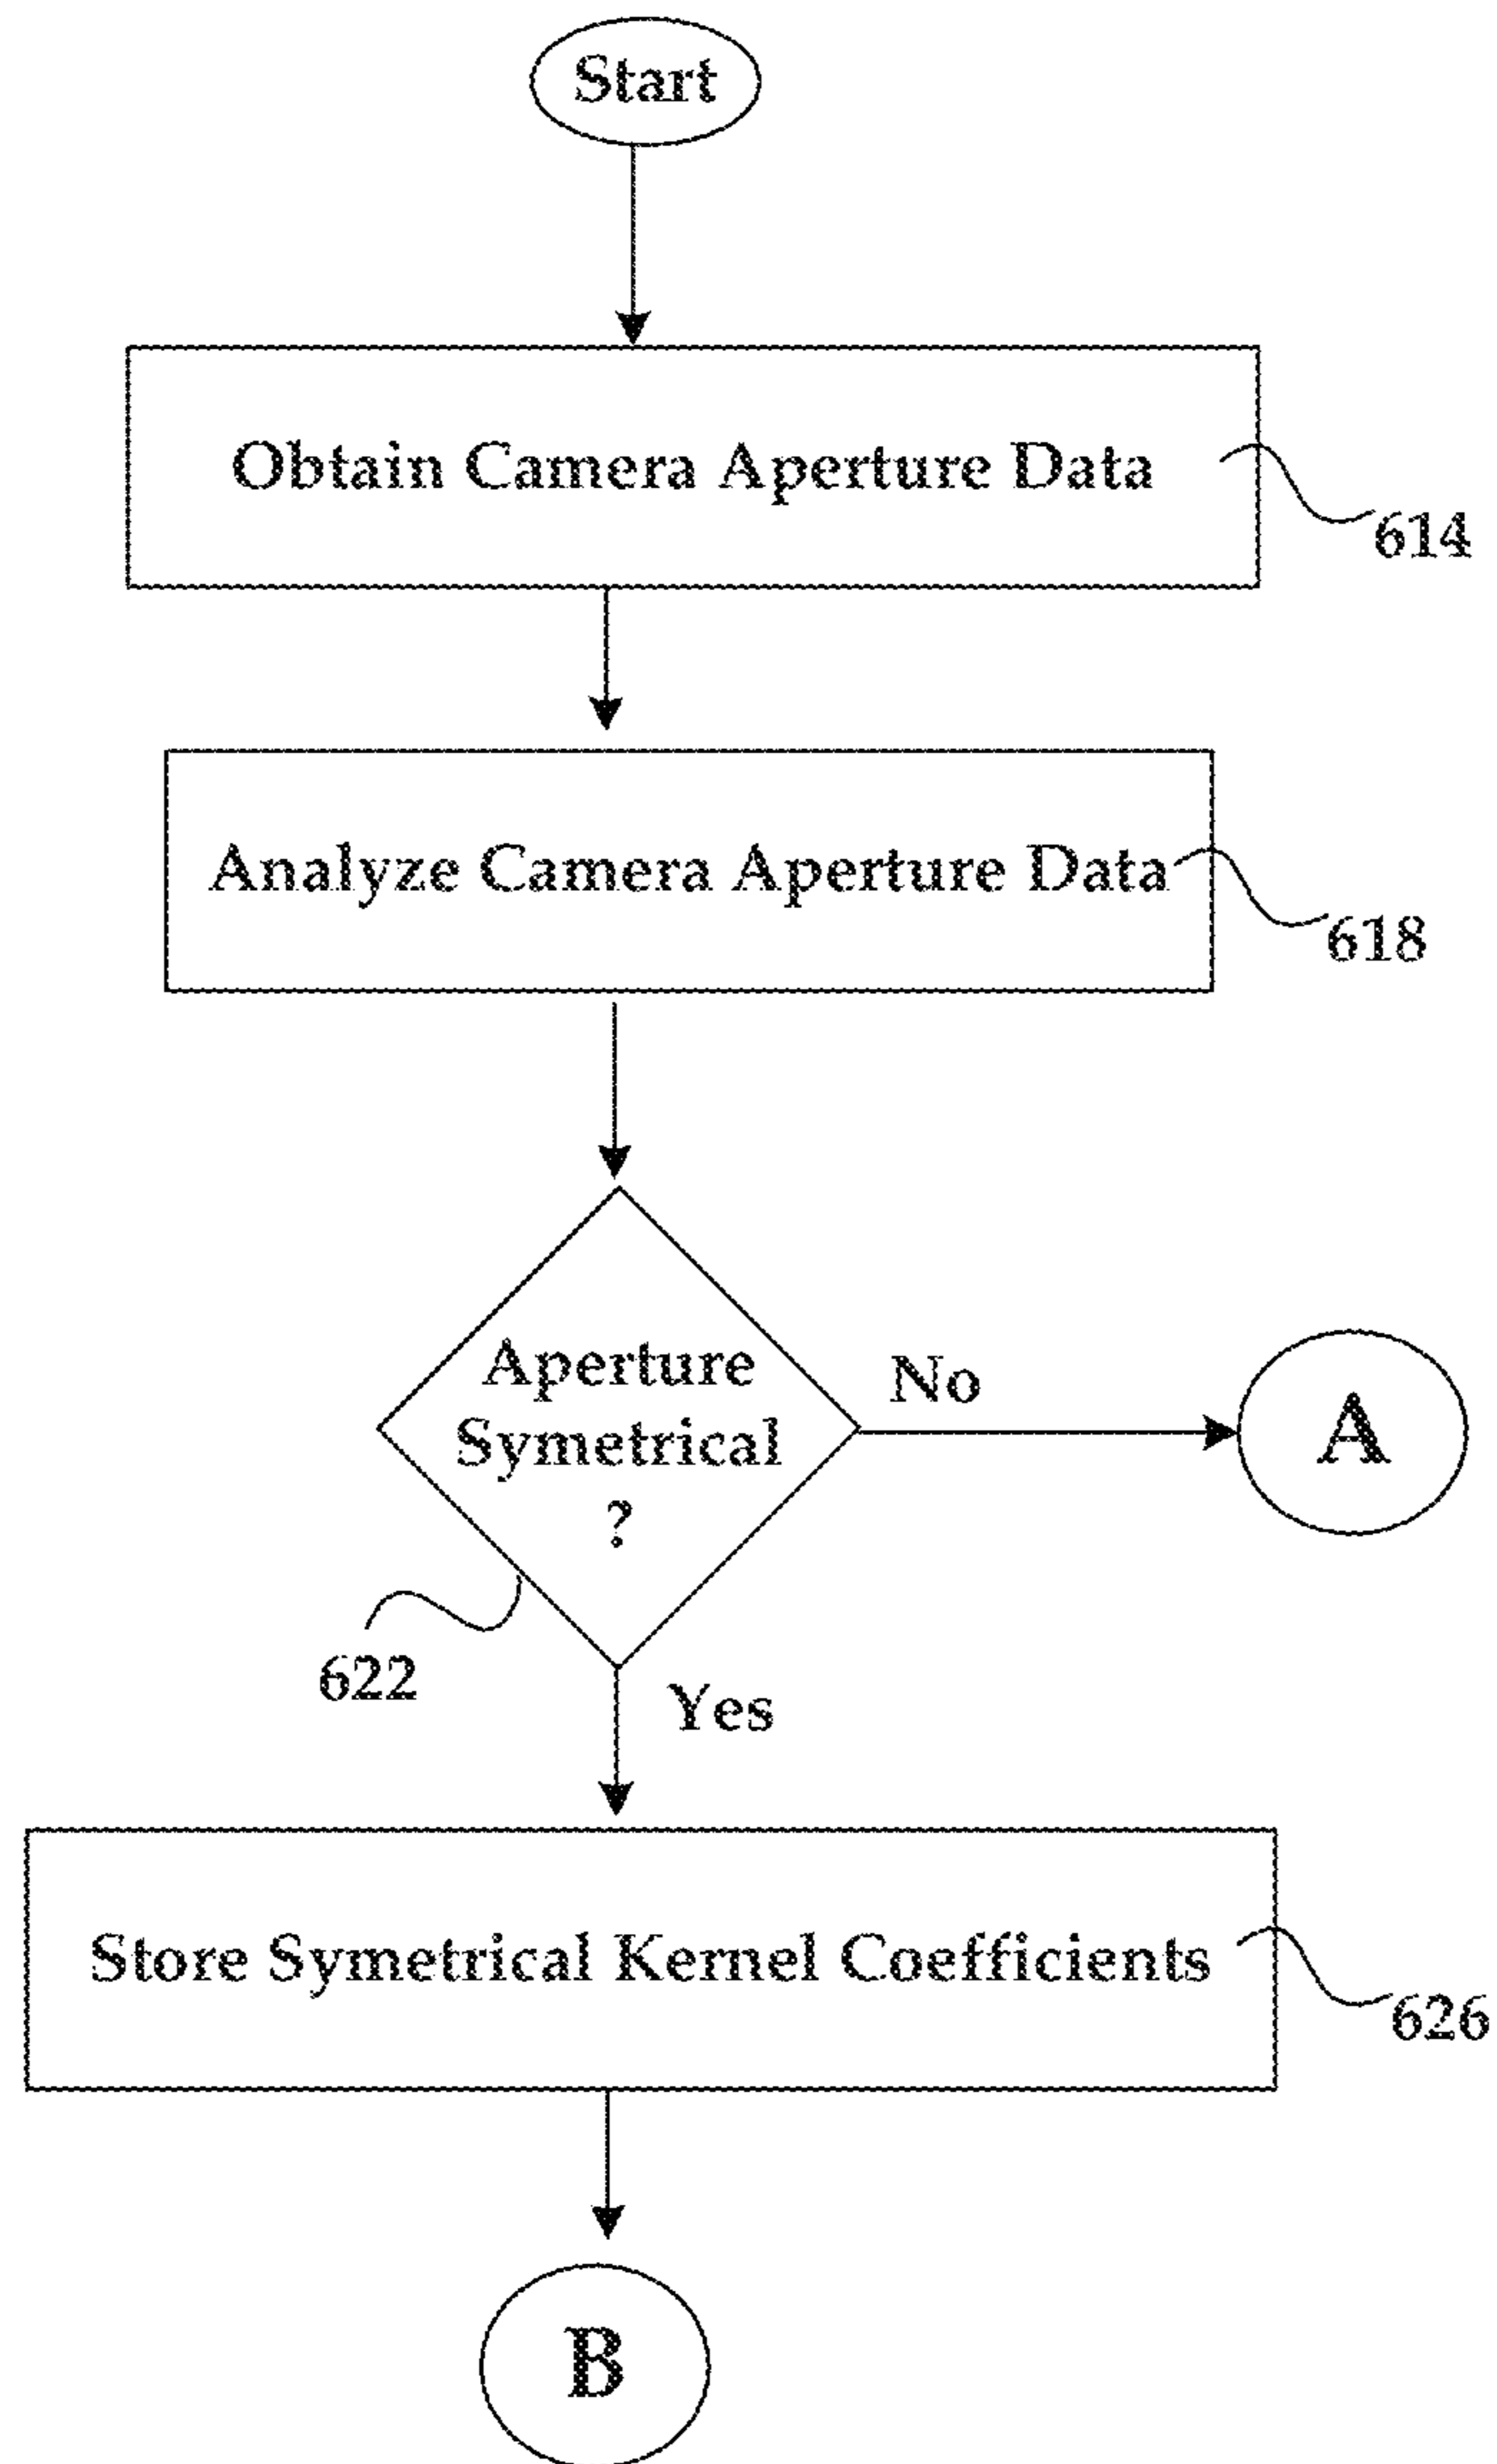 Start
Obtain Camera Aperture Data
614
Analyze Camera Aperture Data
618
Aperture
Symetrical
?
No
A
622
Yes
Store Symetrical Kernel Coefficients
626
B